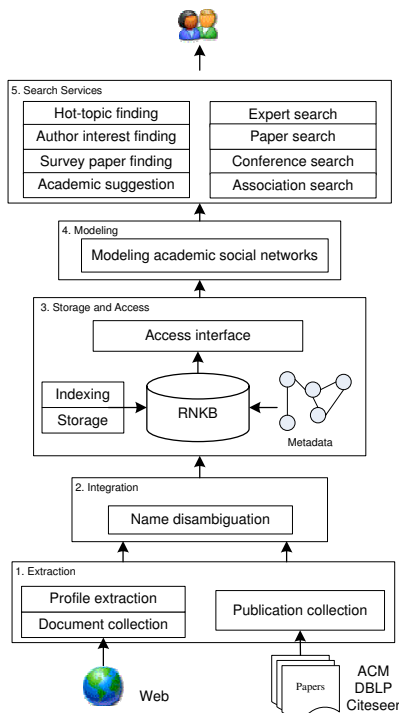 5. Search Services
Hot-topic finding
Author interest finding
Survey paper finding
Academic suggestion
Expert search
Paper search
Conference search
Association search
4. Modeling
Modeling academic social networks
3. Storage and Access
Access interface
Indexing
Storage
RNKB
Metadata
2. Integration
Name disambiguation
1. Extraction
Profile extraction
Document collection
Publication collection
Web
Papers
ACM
DBLP
Citeseer